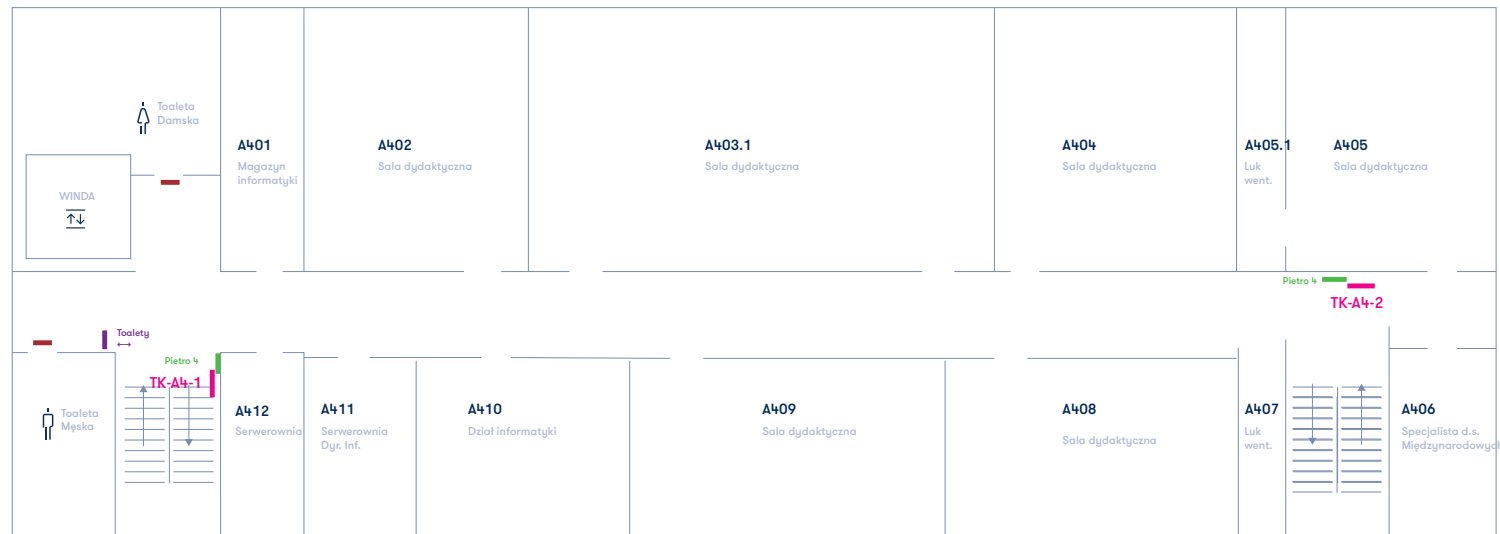 Toaleta
Damska
WINDA
A401
Magazyn
informatyki
A402
Sala dydaktyczna
A403.1
Sala dydaktyczna
A404
Sala dydaktyczna
A405.1
Luk
went.
A405
Sala dydaktyczna
Pietro 4
TK-A4-2
Toalety
Pietro 4
TK-A4-1
Toaleta
Męska
A412
Serwerownia
A411
Serwerownia
Dyr. Inf.
A410
Dział informatyki
A409
Sala dydaktyczna
A408
Sala dydaktyczna
A407
Luk
went.
A406
Specjalista d.s.
Międzynarodowych